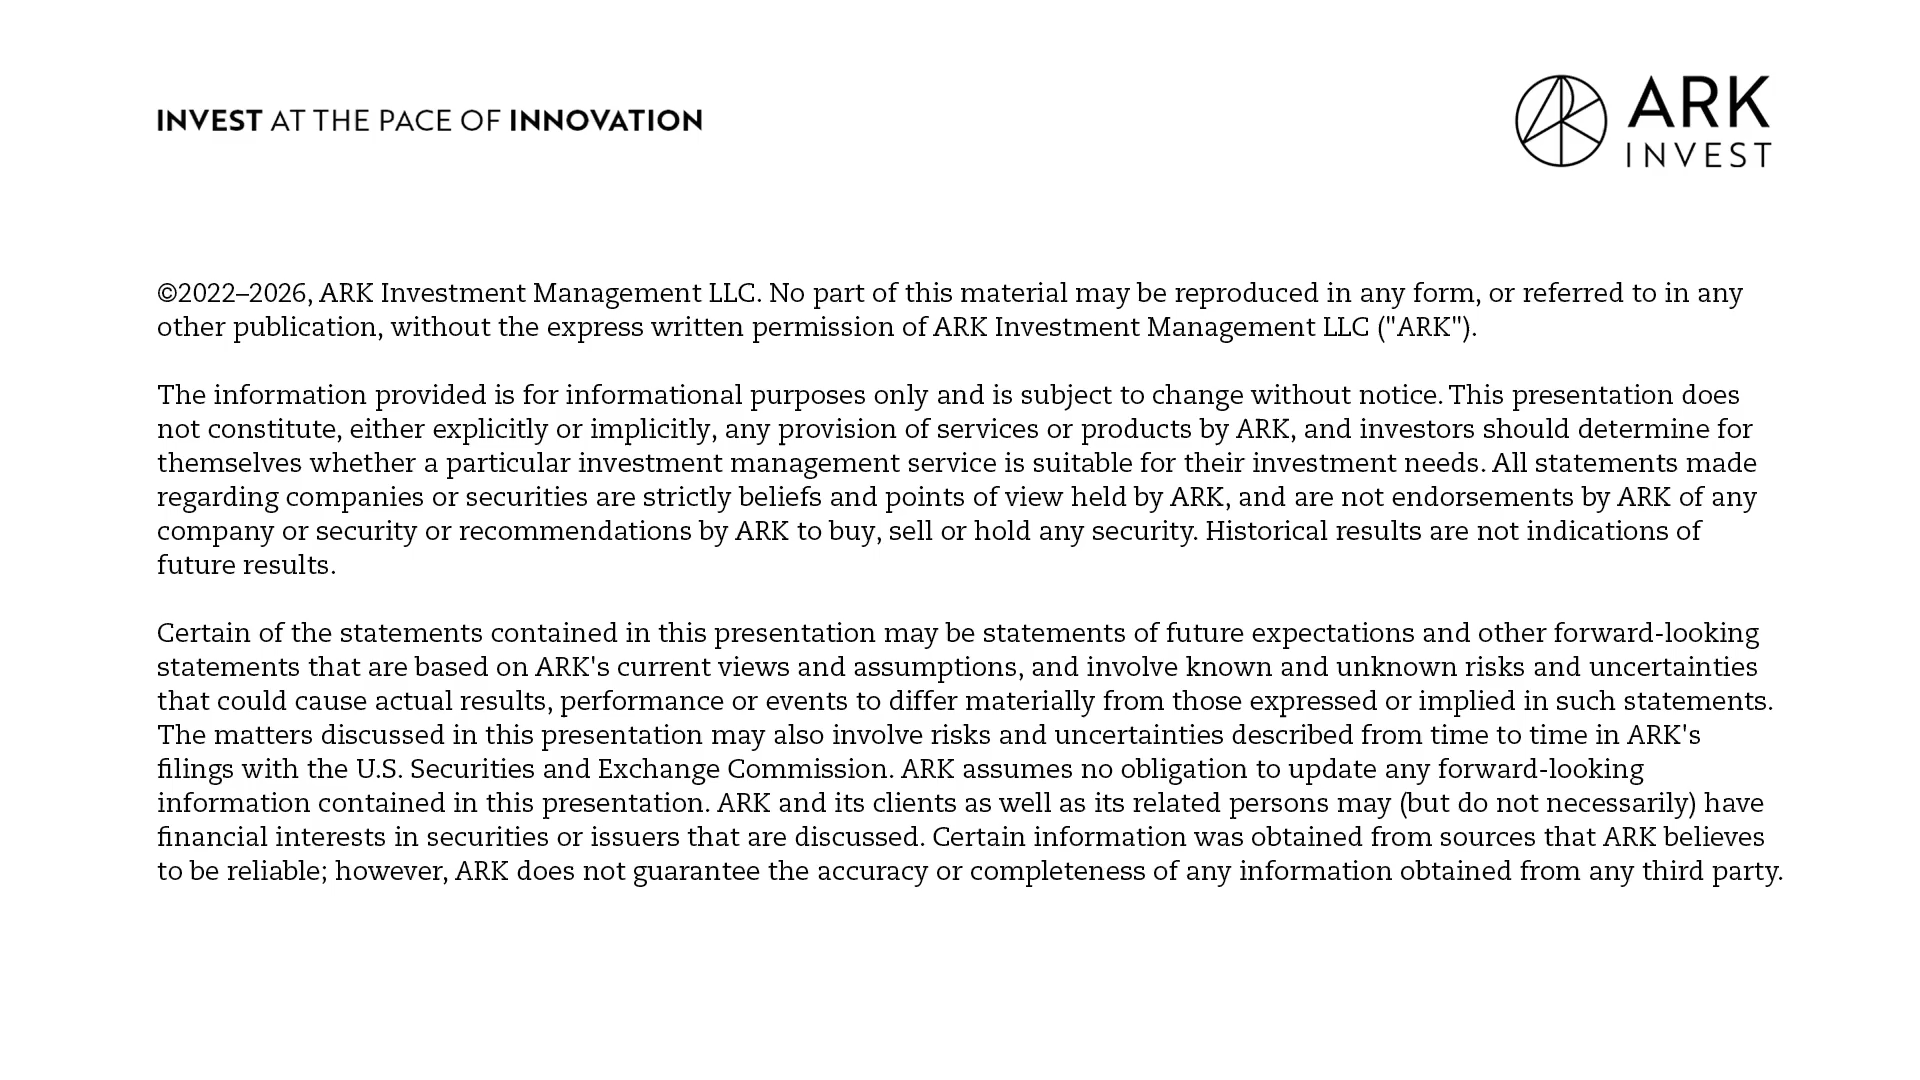 INVEST AT THE PACE OF INNOVATION
ARK
INVEST
©2022–2026, ARK Investment Management LLC. No part of this material may be reproduced in any form, or referred to in any
other publication, without the express written permission of ARK Investment Management LLC ("ARK").
The information provided is for informational purposes only and is subject to change without notice. This presentation does
not constitute, either explicitly or implicitly, any provision of services or products by ARK, and investors should determine for
themselves whether a particular investment management service is suitable for their investment needs. All statements made
regarding companies or securities are strictly beliefs and points of view held by ARK, and are not endorsements by ARK of any
company or security or recommendations by ARK to buy, sell or hold any security. Historical results are not indications of
future results.
Certain of the statements contained in this presentation may be statements of future expectations and other forward-looking
statements that are based on ARK's current views and assumptions, and involve known and unknown risks and uncertainties
that could cause actual results, performance or events to differ materially from those expressed or implied in such statements.
The matters discussed in this presentation may also involve risks and uncertainties described from time to time in ARK's
filings with the U.S. Securities and Exchange Commission. ARK assumes no obligation to update any forward-looking
information contained in this presentation. ARK and its clients as well as its related persons may (but do not necessarily) have
financial interests in securities or issuers that are discussed. Certain information was obtained from sources that ARK believes
to be reliable; however, ARK does not guarantee the accuracy or completeness of any information obtained from any third party.